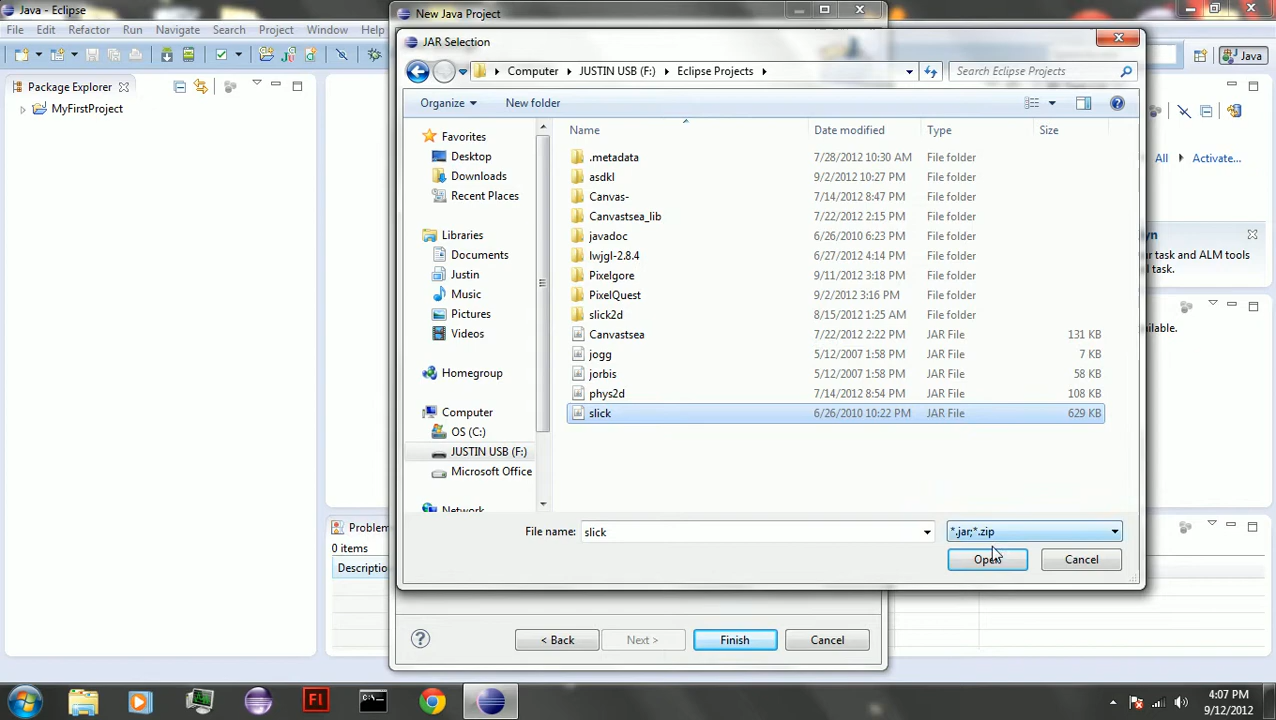 Java - Eclipse
New Java Project
File Edit Run Navigate Search Project Window Help
JAR Selection
Computer JUSTIN USB (F:) Eclipse Projects
Search Eclipse Projects
Java
Package Explorer
MyFirstProject
Organize New folder
Name Date modified Type Size
Favorites
Desktop
Downloads
Recent Places
Libraries
Documents
Justin
Music
Pictures
Videos
Homegroup
Computer
OS (C:)
JUSTIN USB (F:)
Microsoft Office
Network
.metadata 7/28/2012 10:30 AM File folder
asdkl 9/2/2012 10:27 PM File folder
Canvas- 7/14/2012 8:47 PM File folder
Canvastsea_lib 7/22/2012 2:15 PM File folder
javadoc 6/26/2010 6:23 PM File folder
lwjgl-2.8.4 6/27/2012 4:14 PM File folder
Pixelgore 9/11/2012 3:18 PM File folder
PixelQuest 9/2/2012 3:16 PM File folder
slick2d 8/15/2012 1:25 AM File folder
Canvastsea 7/22/2012 2:22 PM JAR File 131 KB
jogg 5/12/2007 1:58 PM JAR File 7 KB
jorbis 5/12/2007 1:58 PM JAR File 58 KB
phys2d 7/14/2012 8:54 PM JAR File 108 KB
slick 6/26/2010 10:22 PM JAR File 629 KB
All Activate...
yn
ar task and ALM tools
d task.
ilable.
File name: slick
*.jar;*.zip
Open Cancel
Problem
0 items
Descriptio
< Back Next > Finish Cancel
Fl
4:07 PM
9/12/2012